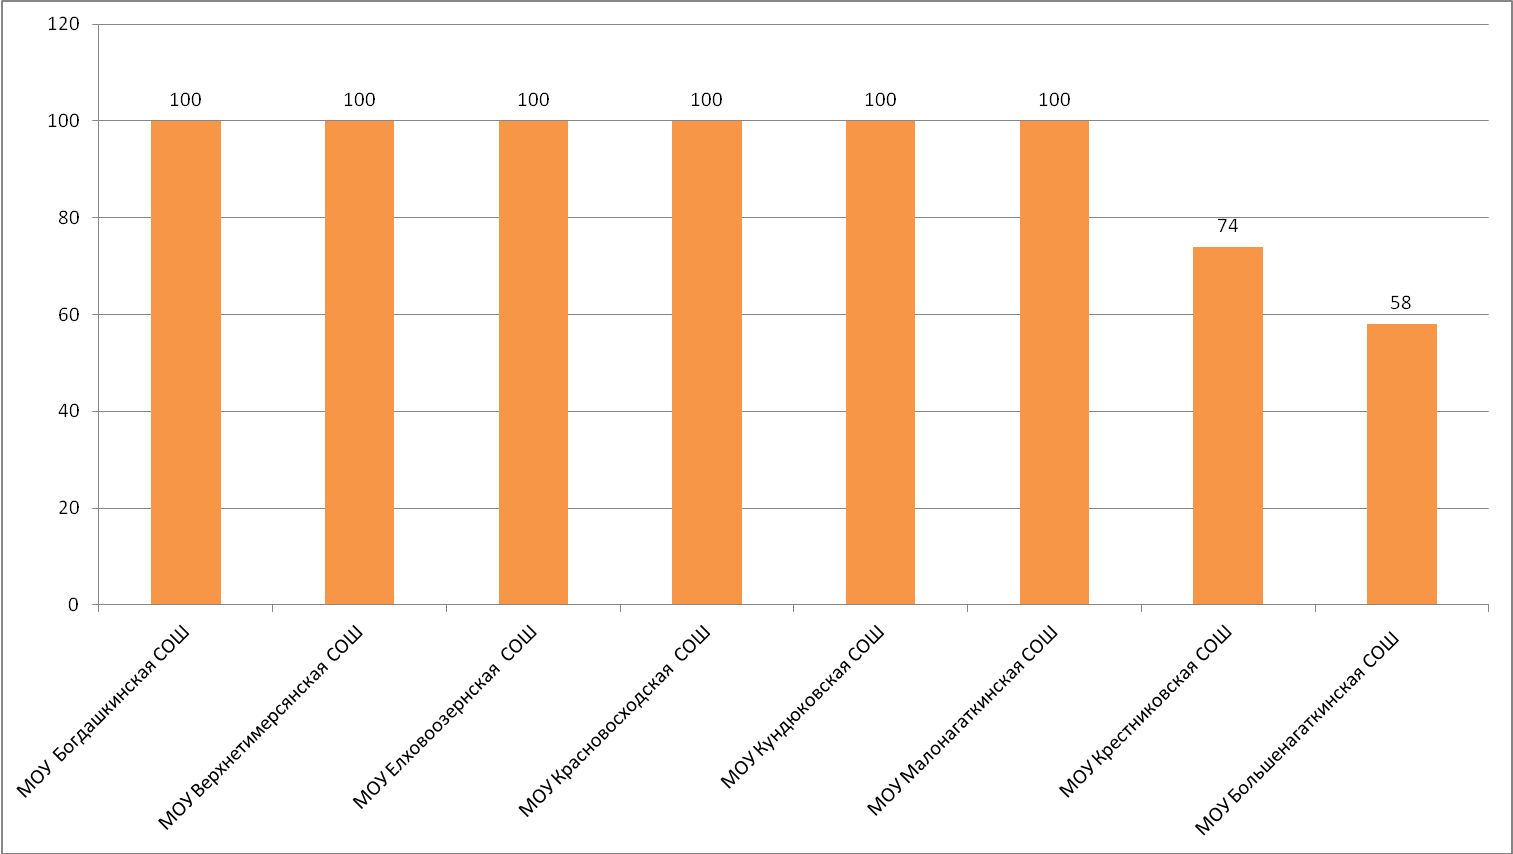 120
100
80
60
40
20
0
100
100
100
100
100
100
74
58
МОУ  Богдашкинская СОШ
МОУ Верхнетимерсянская СОШ
МОУ Елховоозернская  СОШ
МОУ Красновосходская  СОШ
МОУ Кундюковская СОШ
МОУ Малонагаткинская СОШ
МОУ Крестниковская СОШ
МОУ Большенагаткинская СОШ